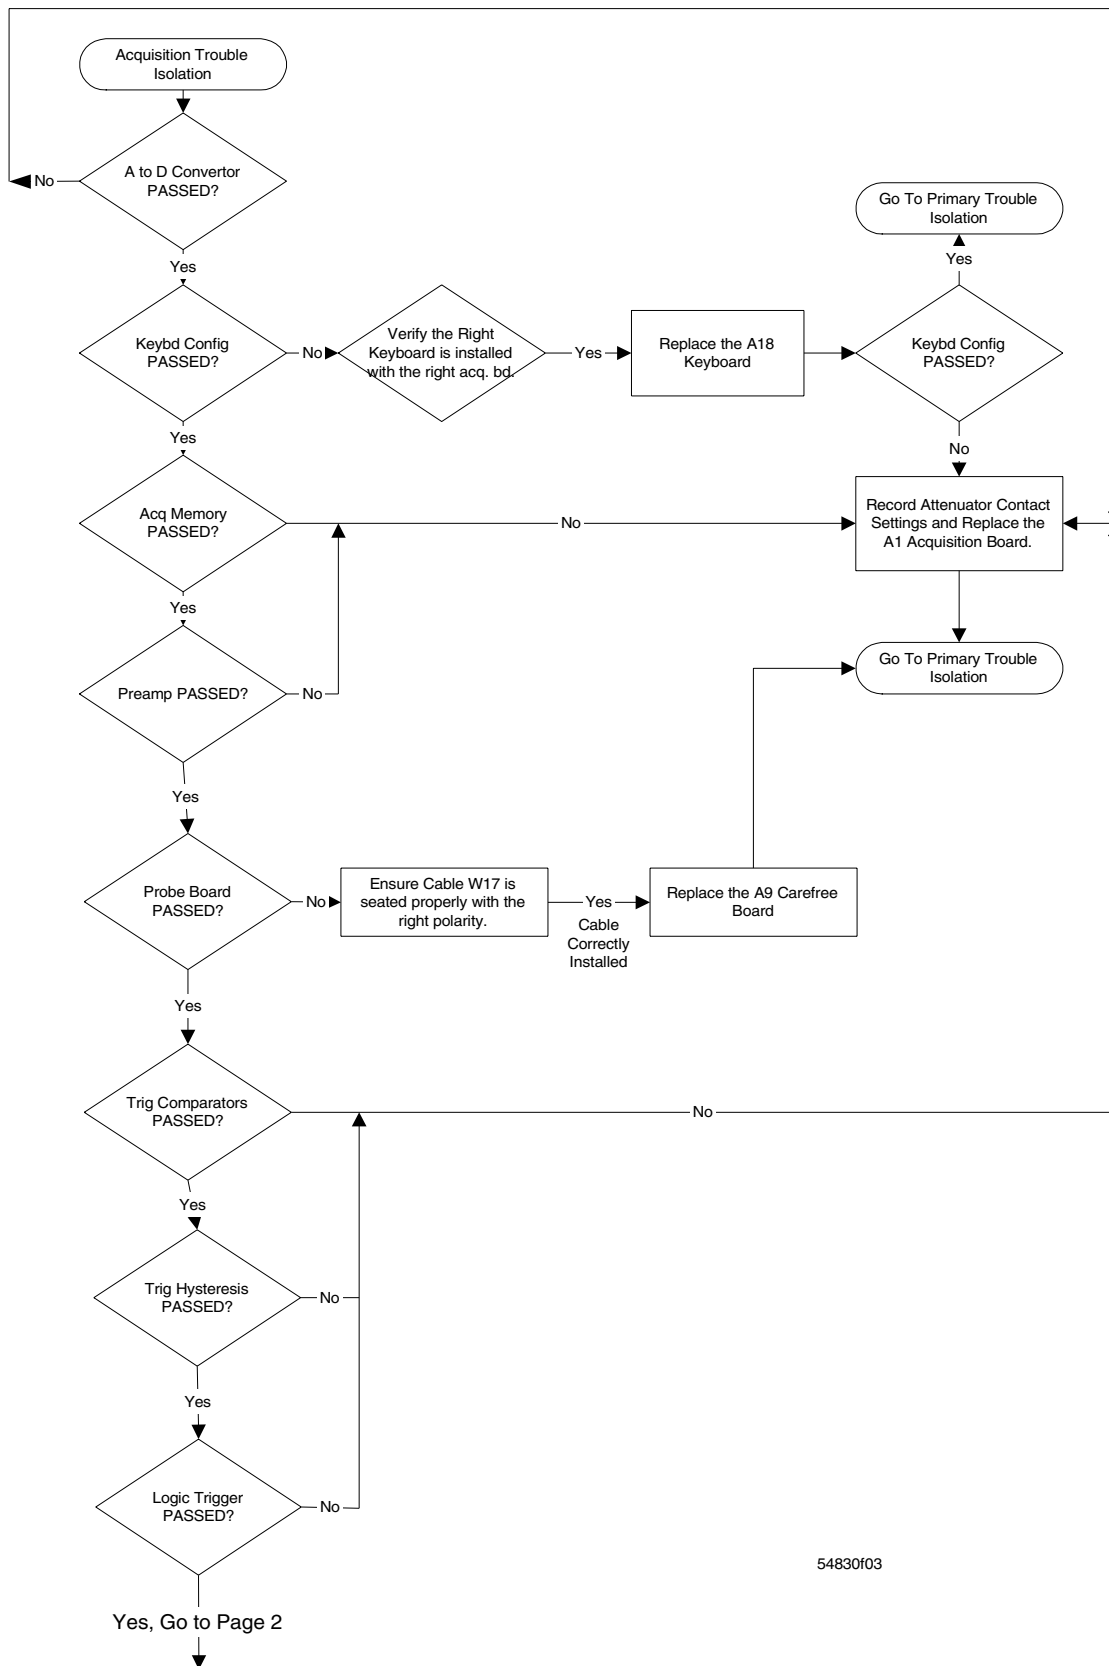 Acquisition Trouble
Isolation
A to D Convertor
PASSED?
No
Yes
Go To Primary Trouble
Isolation
Yes
Keybd Config
PASSED?
No
Verify the Right
Keyboard is installed
with the right acq. bd.
Yes
Replace the A18
Keyboard
Keybd Config
PASSED?
Yes
No
Acq Memory
PASSED?
No
Record Attenuator Contact
Settings and Replace the
A1 Acquisition Board.
Yes
Preamp PASSED?
No
Go To Primary Trouble
Isolation
Yes
Probe Board
PASSED?
No
Ensure Cable W17 is
seated properly with the
right polarity.
Yes
Cable
Correctly
Installed
Replace the A9 Carefree
Board
Yes
Trig Comparators
PASSED?
No
Yes
Trig Hysteresis
PASSED?
No
Yes
Logic Trigger
PASSED?
No
54830f03
Yes, Go to Page 2